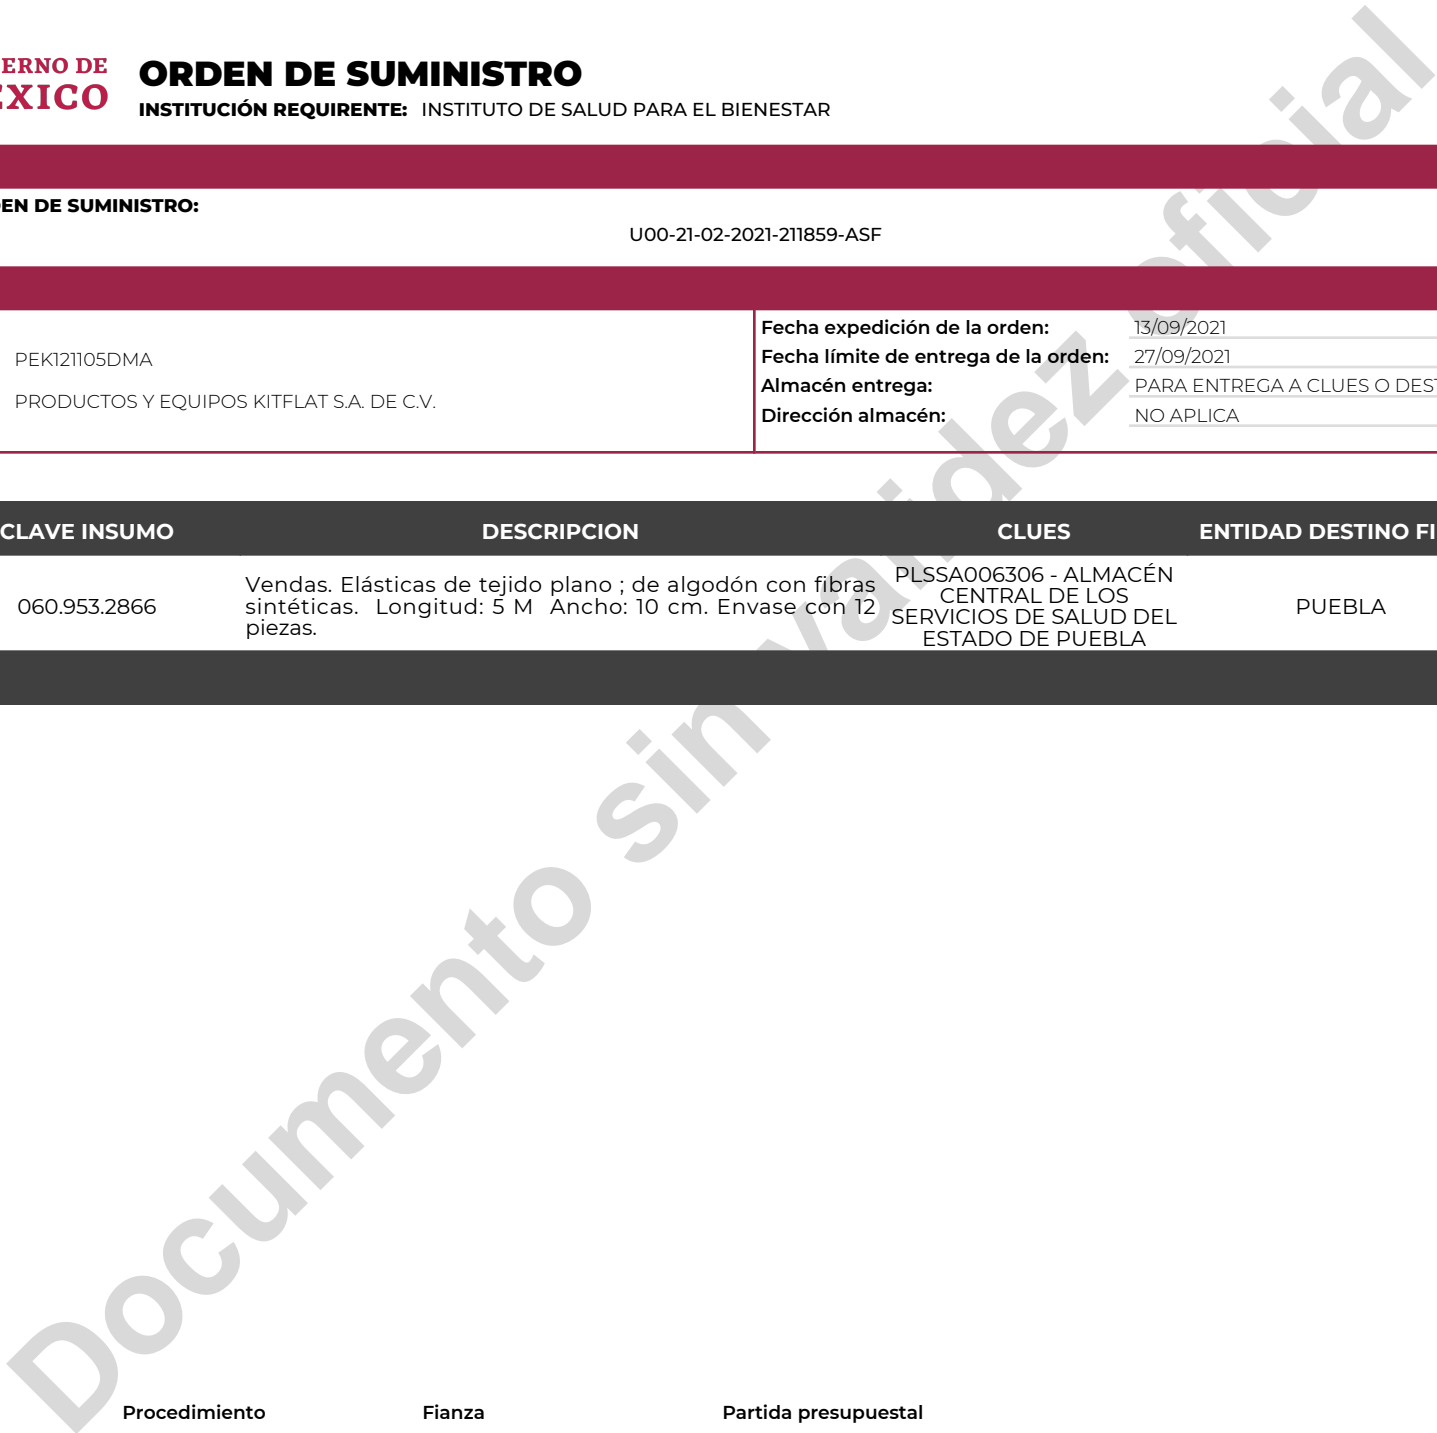 ERNO DE
EXICO
ORDEN DE SUMINISTRO
INSTITUCIÓN REQUIRENTE: INSTITUTO DE SALUD PARA EL BIENESTAR
EN DE SUMINISTRO:
U00-21-02-2021-211859-ASF
PEK121105DMA
PRODUCTOS Y EQUIPOS KITFLAT S.A. DE C.V.
Fecha expedición de la orden: 13/09/2021
Fecha límite de entrega de la orden: 27/09/2021
Almacén entrega: PARA ENTREGA A CLUES O DEST
Dirección almacén: NO APLICA
CLAVE INSUMO DESCRIPCION CLUES ENTIDAD DESTINO FI
060.953.2866
Vendas. Elásticas de tejido plano ; de algodón con fibras
sintéticas. Longitud: 5 M Ancho: 10 cm. Envase con 12
piezas.
PLSSA006306 - ALMACÉN
CENTRAL DE LOS
SERVICIOS DE SALUD DEL
ESTADO DE PUEBLA
PUEBLA
Documento sin validez oficial
Procedimiento Fianza Partida presupuestal